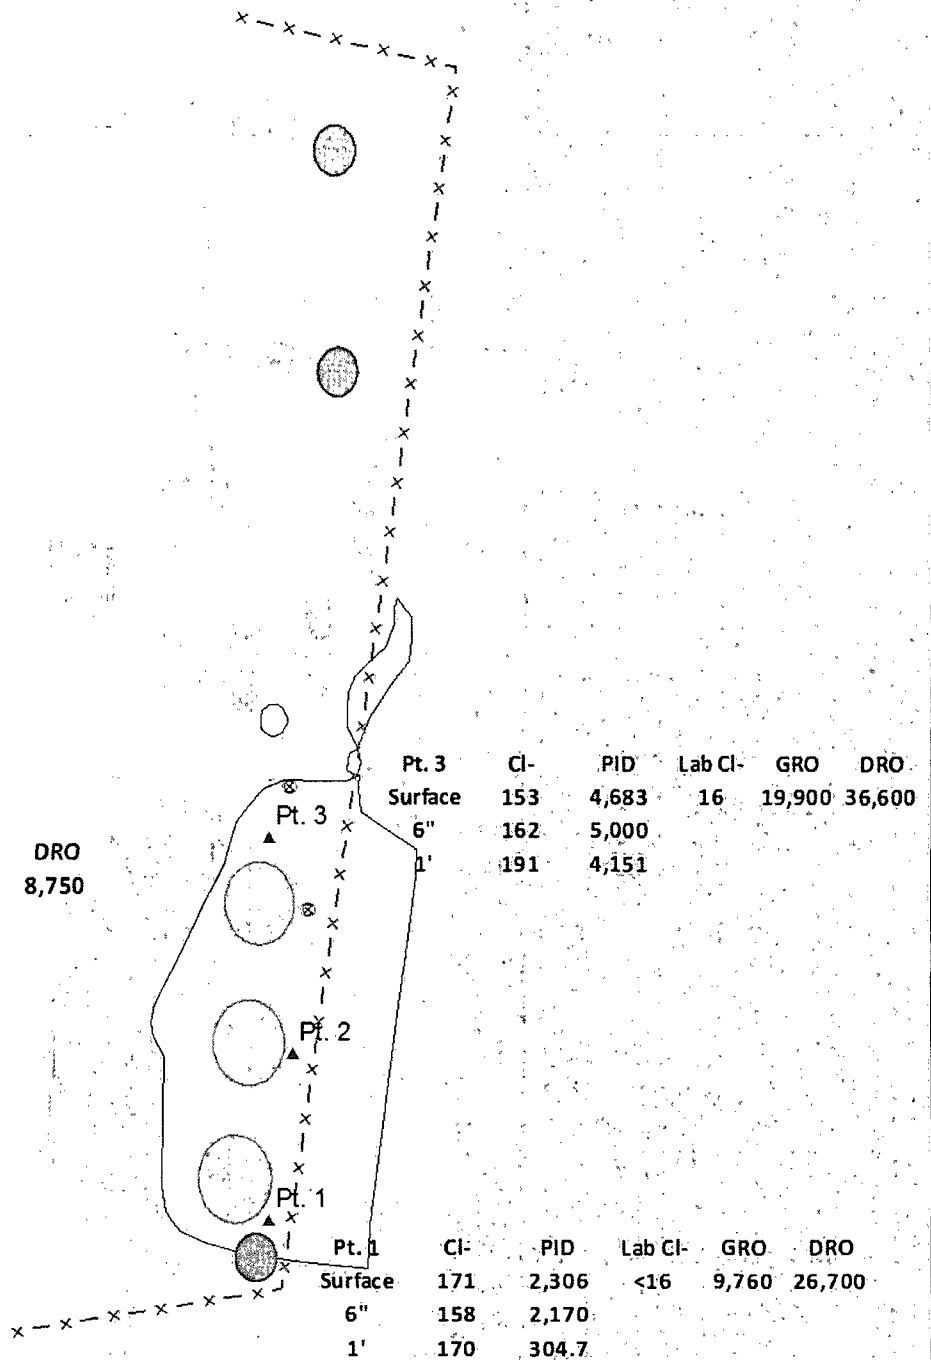 Pt. 3 Cl- PID Lab Cl- GRO DRO
Surface 153 4,683 16 19,900 36,600
6" 162 5,000
1' 191 4,151
Pt. 3
DRO
8,750
Pt. 2
Pt. 1
Pt. 1 Cl- PID Lab Cl- GRO DRO
Surface 171 2,306 <16 9,760 26,700
6" 158 2,170
1' 170 304.7